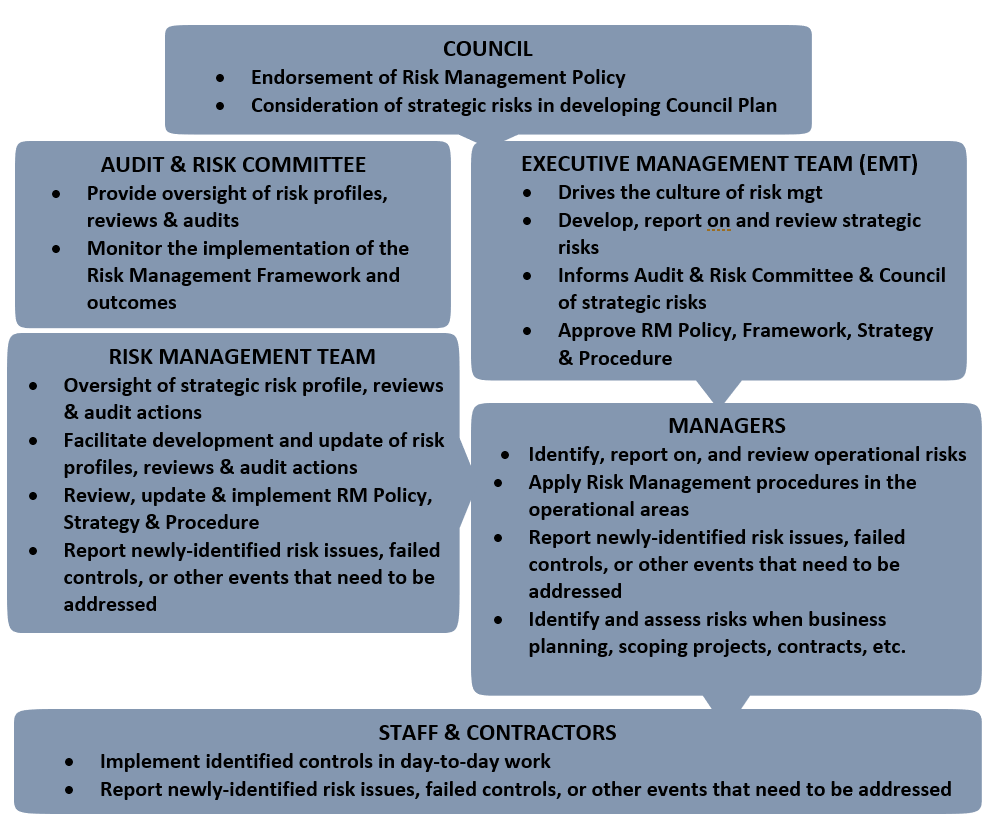 COUNCIL
• Endorsement of Risk Management Policy
• Consideration of strategic risks in developing Council Plan
AUDIT & RISK COMMITTEE
• Provide oversight of risk profiles,
reviews & audits
• Monitor the implementation of the
Risk Management Framework and
outcomes
EXECUTIVE MANAGEMENT TEAM (EMT)
• Drives the culture of risk mgt
• Develop, report on and review strategic
risks
• Informs Audit & Risk Committee & Council
of strategic risks
• Approve RM Policy, Framework, Strategy
& Procedure
RISK MANAGEMENT TEAM
• Oversight of strategic risk profile, reviews
& audit actions
• Facilitate development and update of risk
profiles, reviews & audit actions
• Review, update & implement RM Policy,
Strategy & Procedure
• Report newly-identified risk issues, failed
controls, or other events that need to be
addressed
MANAGERS
• Identify, report on, and review operational risks
• Apply Risk Management procedures in the
operational areas
• Report newly-identified risk issues, failed
controls, or other events that need to be
addressed
• Identify and assess risks when business
planning, scoping projects, contracts, etc.
STAFF & CONTRACTORS
• Implement identified controls in day-to-day work
• Report newly-identified risk issues, failed controls, or other events that need to be addressed